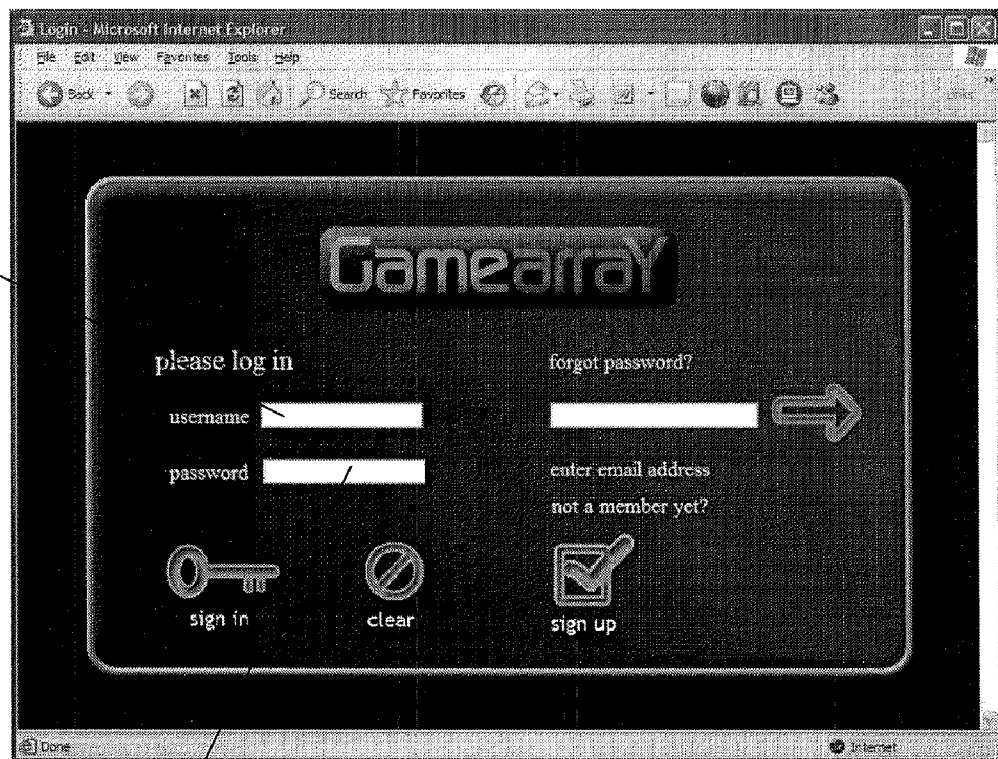 Login - Microsoft Internet Explorer
File Edit View Favorites Tools Help
Back Search Favorites Links
GamearraY
please log in
username
password
sign in
clear
forgot password?
enter email address
not a member yet?
sign up
Done Internet